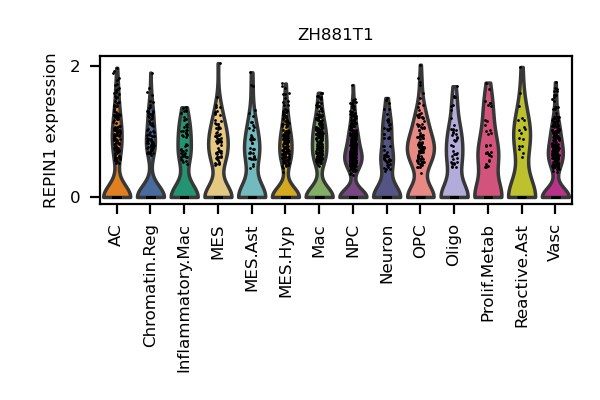 ZH881T1
REPIN1 expression
2
0
AC
Chromatin.Reg
Inflammatory.Mac
MES
MES.Ast
MES.Hyp
Mac
NPC
Neuron
OPC
Oligo
Prolif.Metab
Reactive.Ast
Vasc